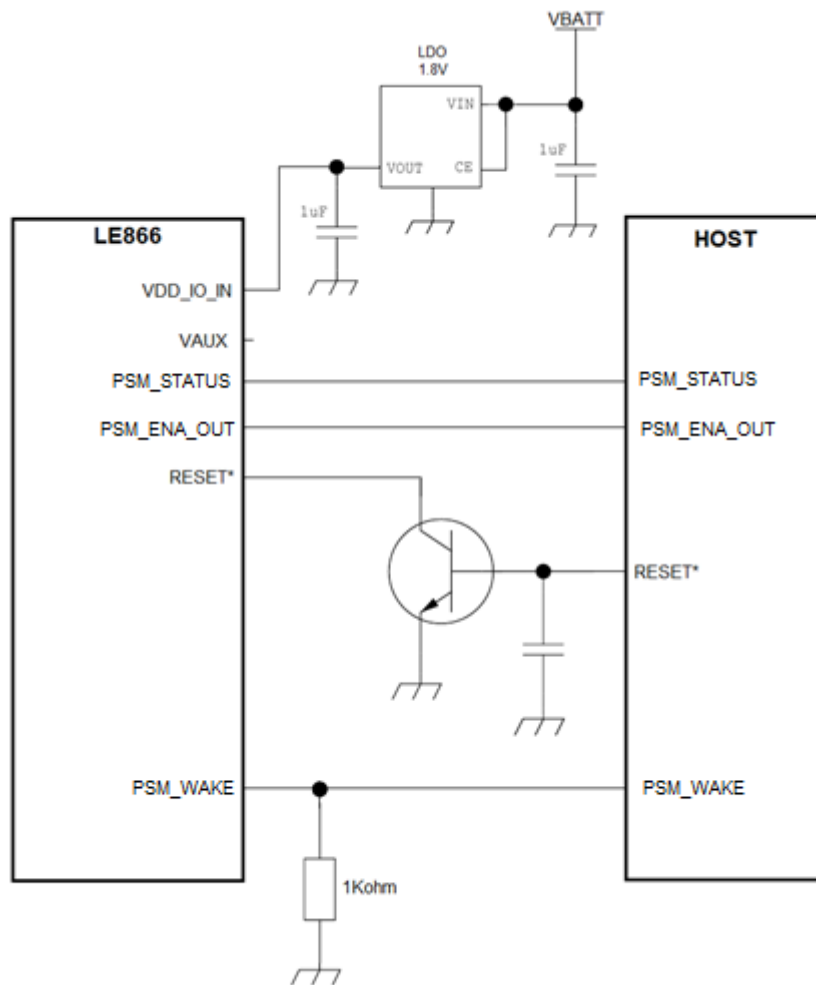 VBATT
LDO
1.8V
VIN
VOUT
CE
1uF
1uF
LE866
HOST
VDD_IO_IN
VAUX
PSM_STATUS
PSM_STATUS
PSM_ENA_OUT
PSM_ENA_OUT
RESET*
RESET*
PSM_WAKE
PSM_WAKE
1Kohm